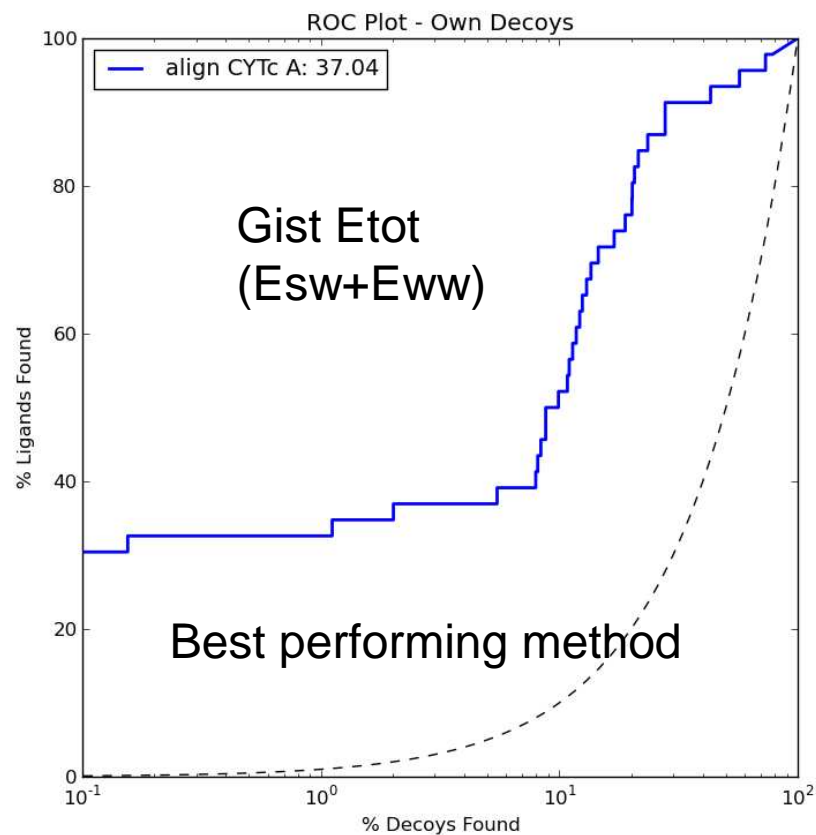 ROC Plot - Own Decoys
100
align CYTc A: 37.04
80
Gist Etot
(Esw+Eww)
60
% Ligands Found
40
20
Best performing method
0
10^-1
10^0
10^1
10^2
% Decoys Found